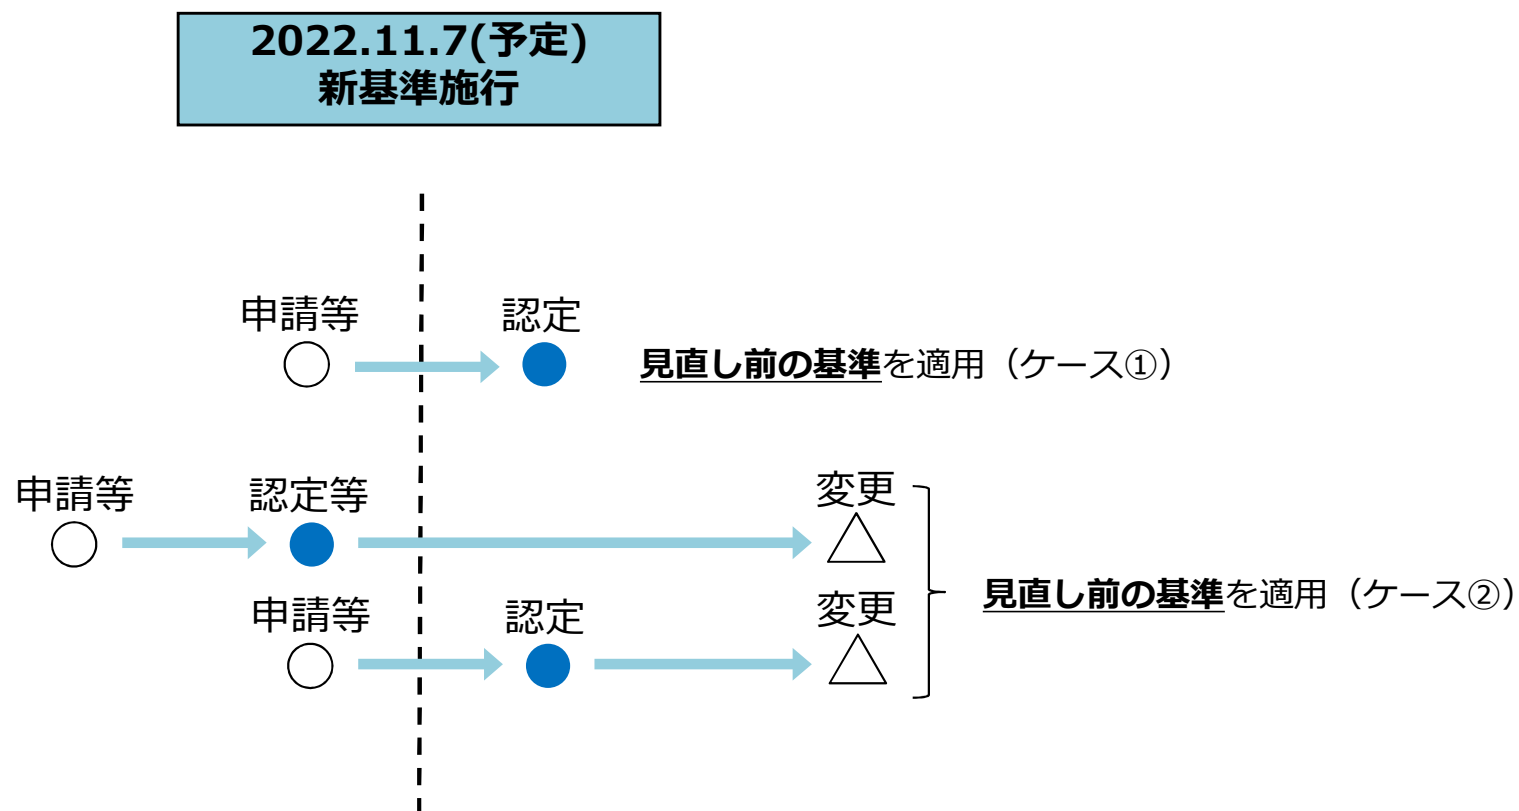 2022.11.7(予定)
新基準施行
申請等
認定
見直し前の基準を適用（ケース①）
申請等
認定等
変更
申請等
認定
変更
見直し前の基準を適用（ケース②）